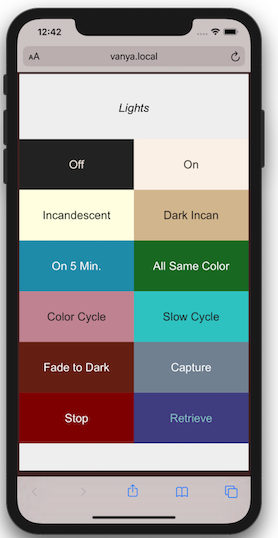 12:42
AA vanya.local
Lights
Off On
Incandescent Dark Incan
On 5 Min. All Same Color
Color Cycle Slow Cycle
Fade to Dark Capture
Stop Retrieve